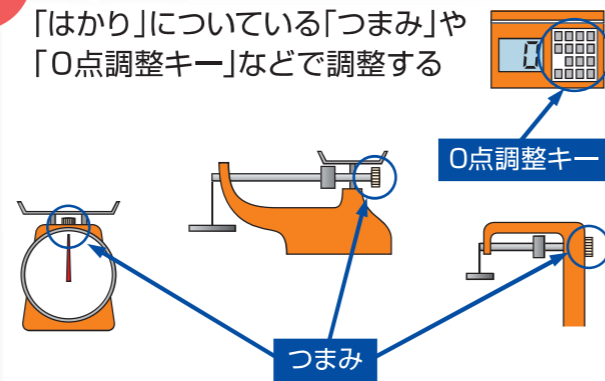 「はかり」についている「つまみ」や
「0点調整キー」などで調整する
0
0点調整キー
つまみ